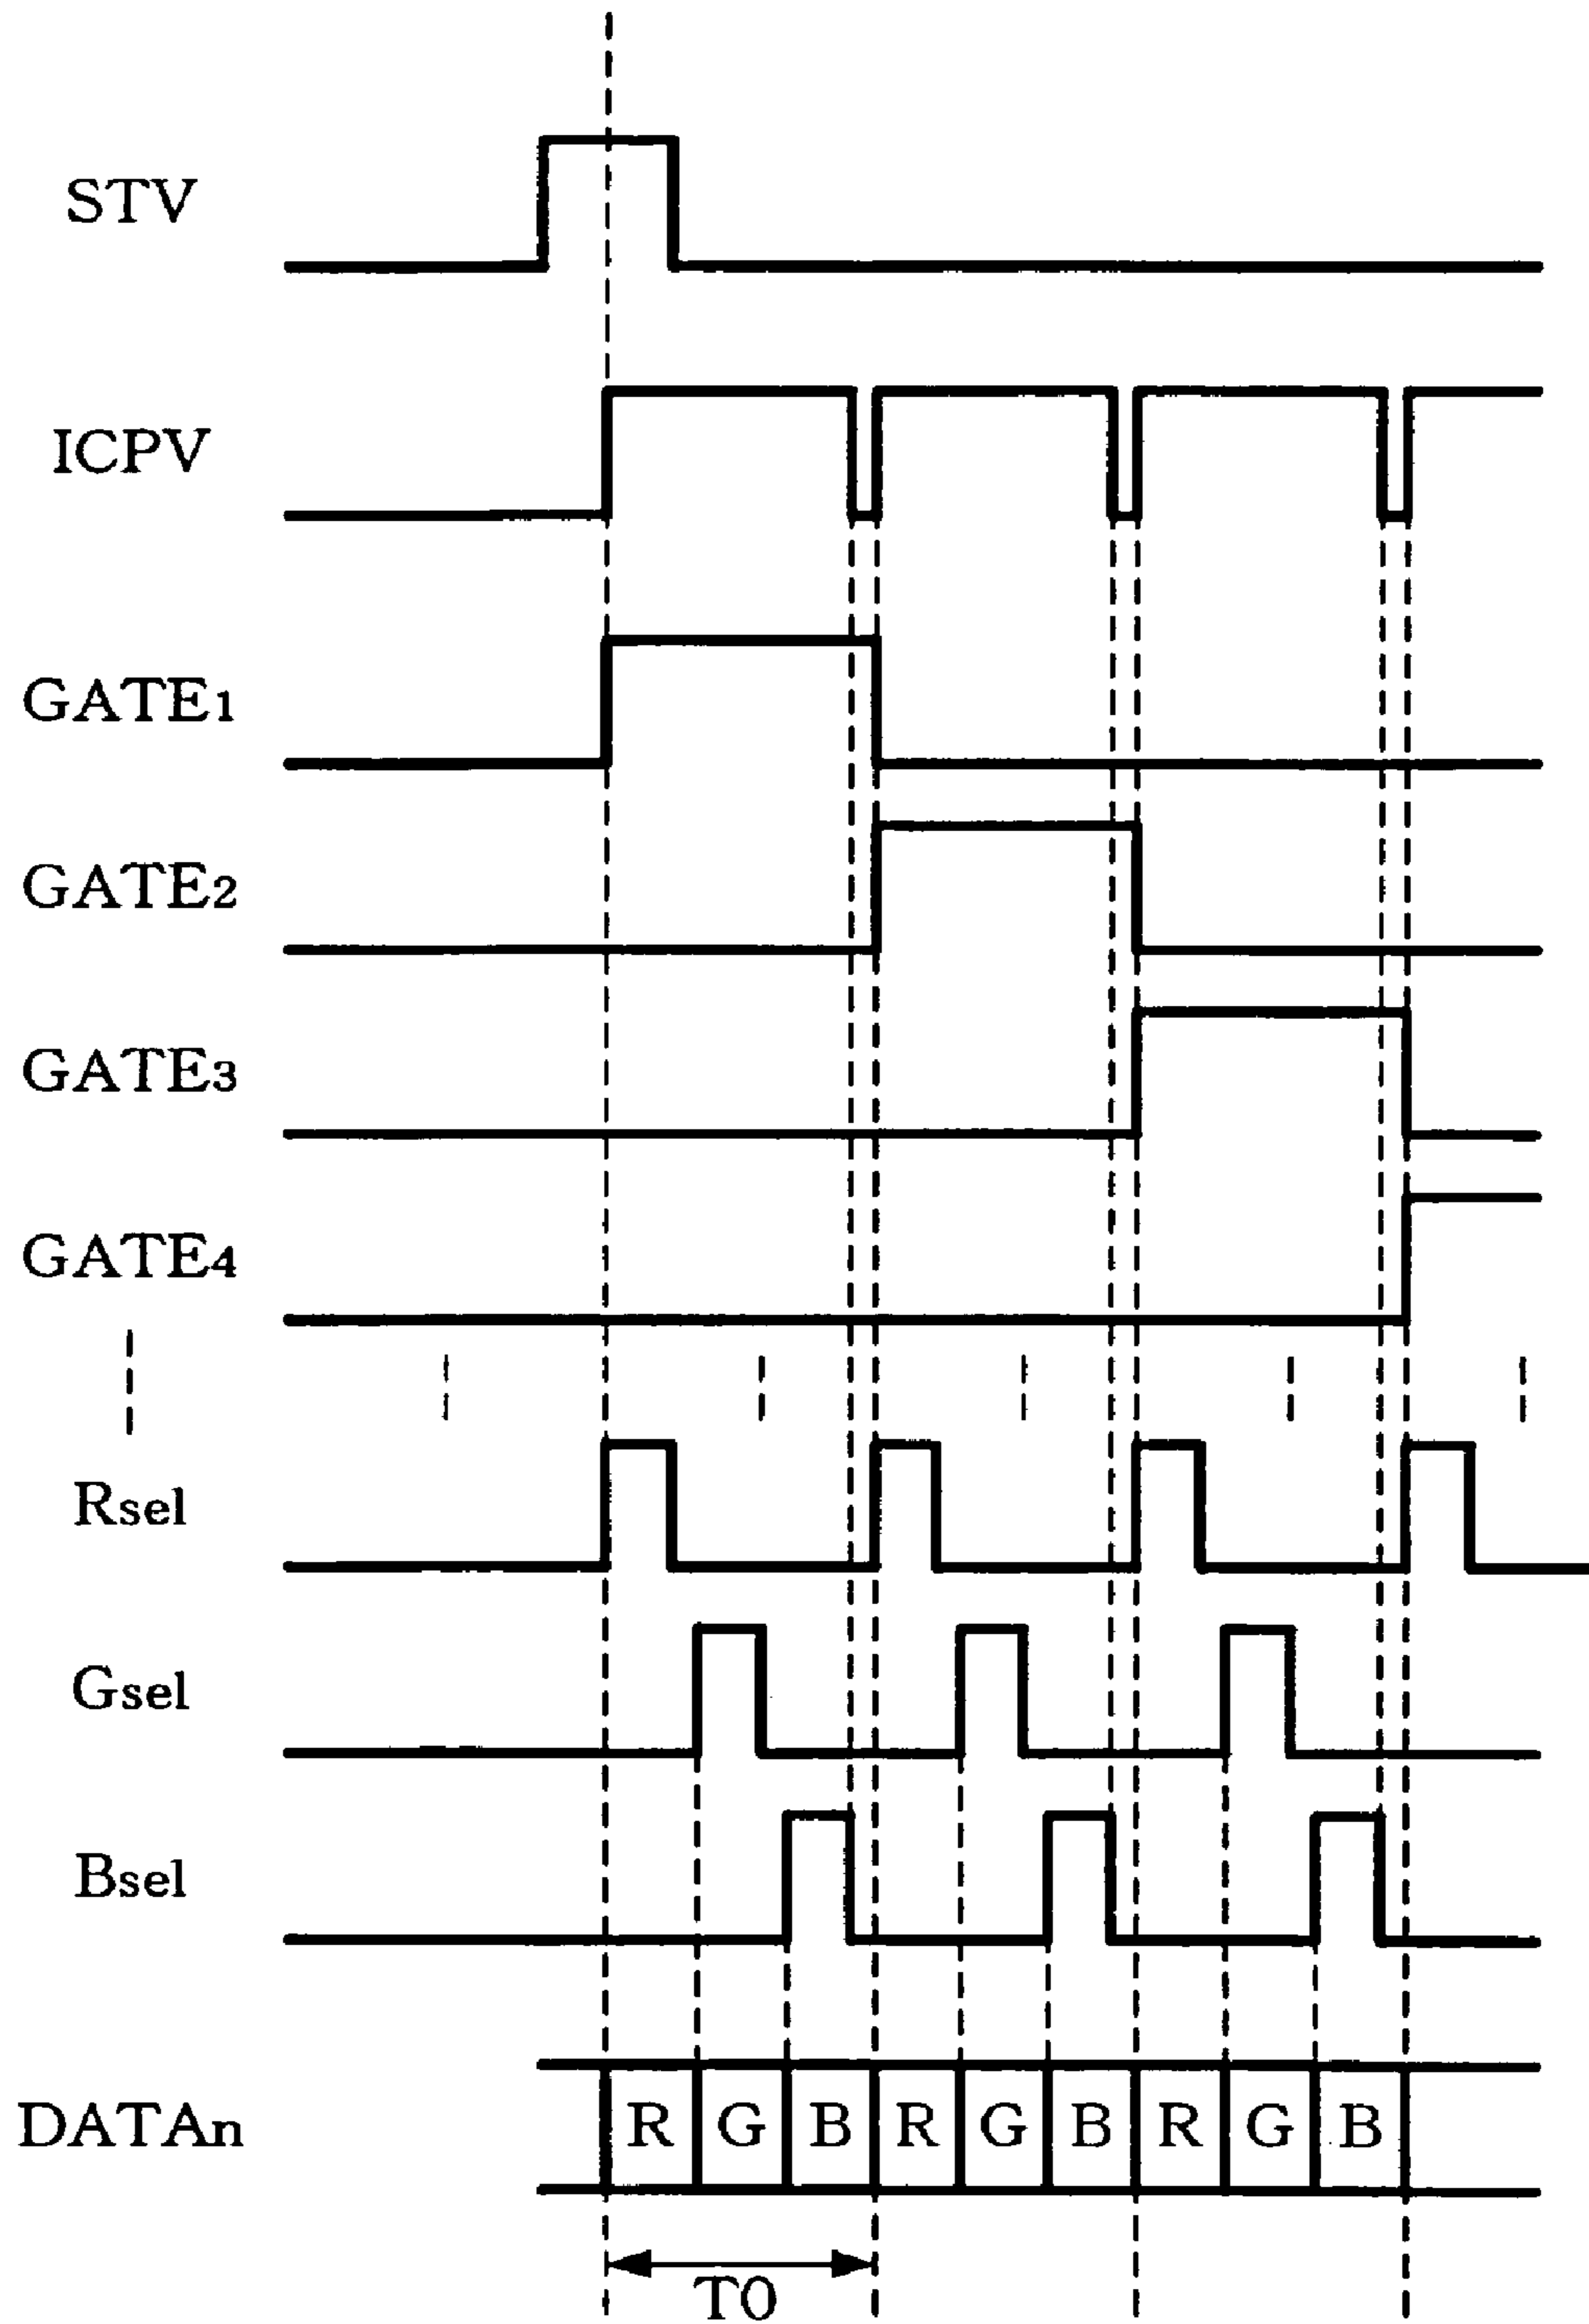 STV
ICPV
GATE1
GATE2
GATE3
GATE4
Rsel
Gsel
Bsel
DATAn R G B R G B R G B
T0